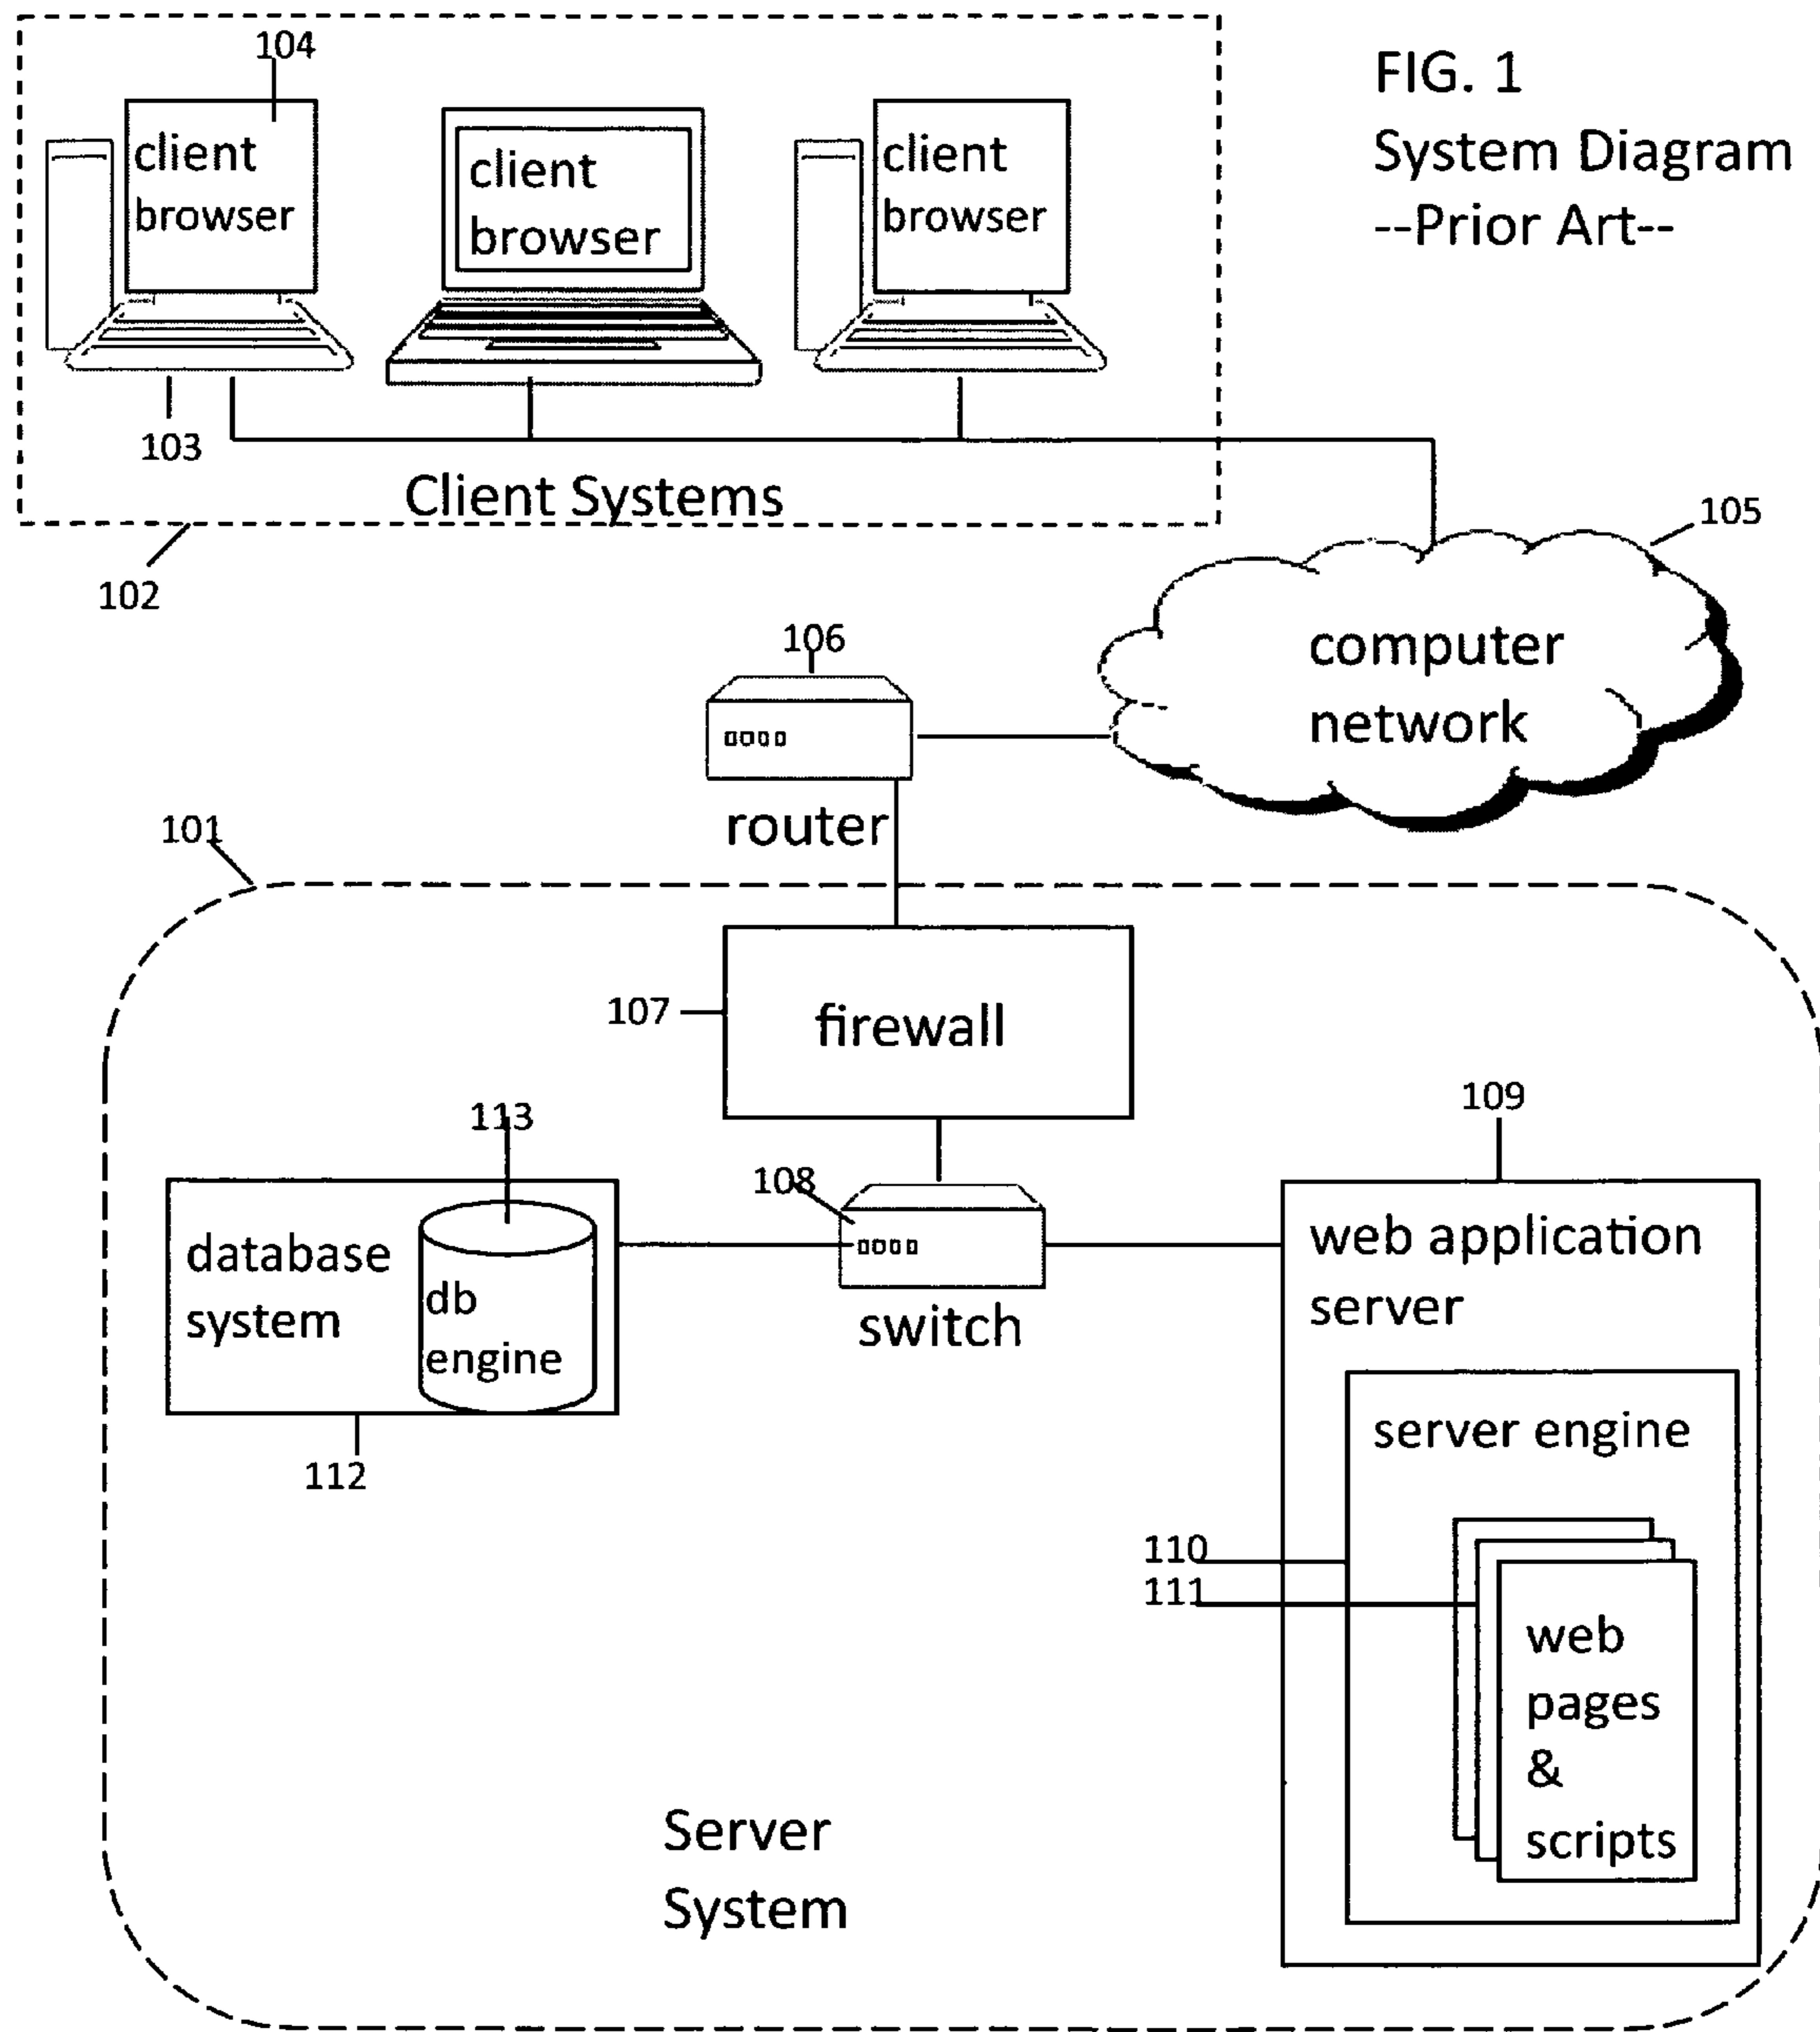 104
client
browser
client
browser
client
browser
FIG. 1
System Diagram
--Prior Art--
103
Client Systems
102
105
computer
network
106
router
101
107
firewall
113
109
108
database
system
db
engine
switch
web application
server
112
server engine
110
111
web
pages
&
scripts
Server
System